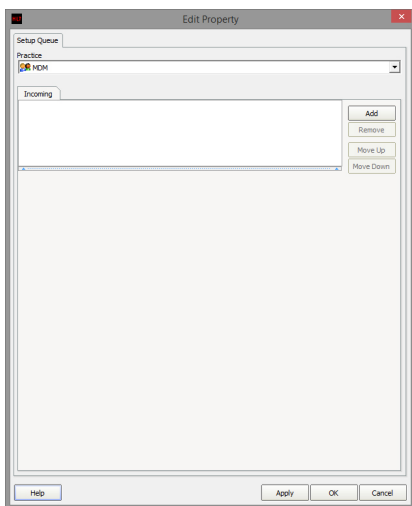 Edit Property
Setup Queue
Practice
MDM
Incoming
Add
Remove
Move Up
Move Down
Help
Apply
OK
Cancel